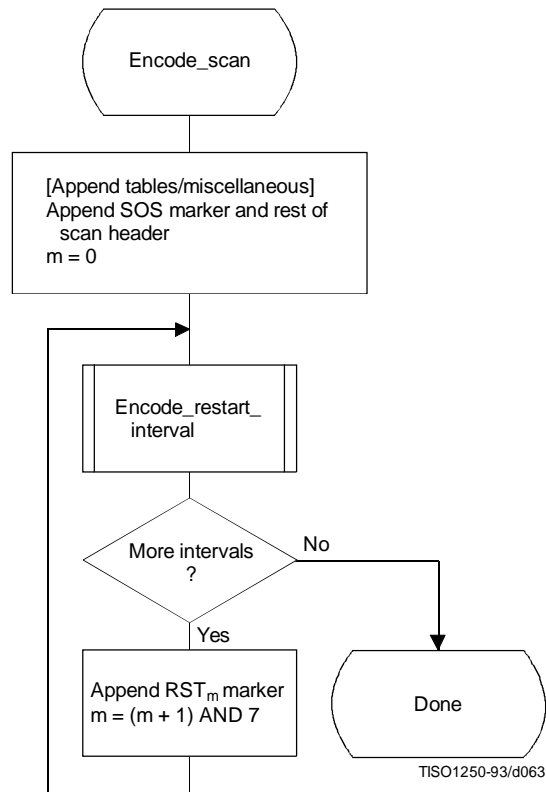 Encode_scan
[Append tables/miscellaneous]
Append SOS marker and rest of
scan header
m = 0
Encode_restart_
interval
More intervals
?
No
Yes
Append RSTm marker
m = (m + 1) AND 7
Done
TISO1250-93/d063